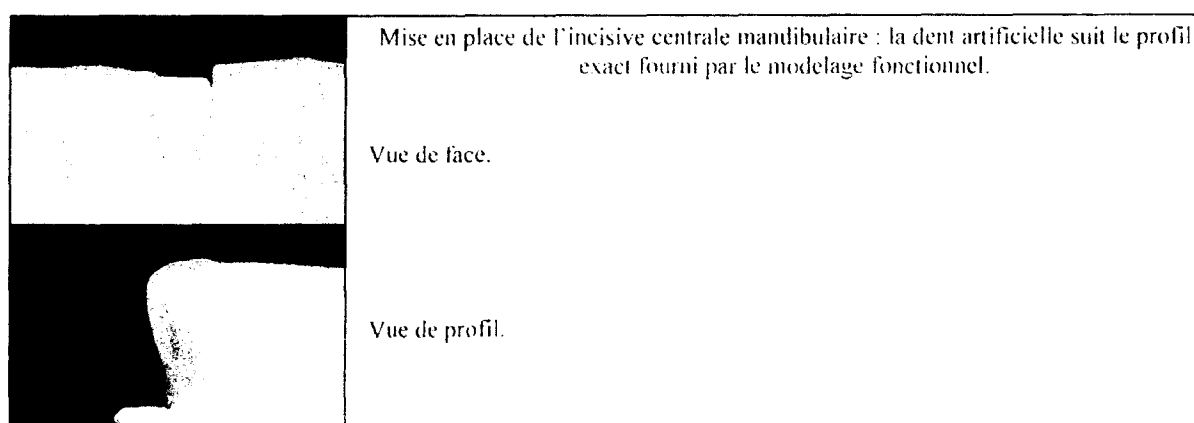 Mise en place de l'incisive centrale mandibulaire : la dent artificielle suit le profil
exact fourni par le modelage fonctionnel.
Vue de face.
Vue de profil.